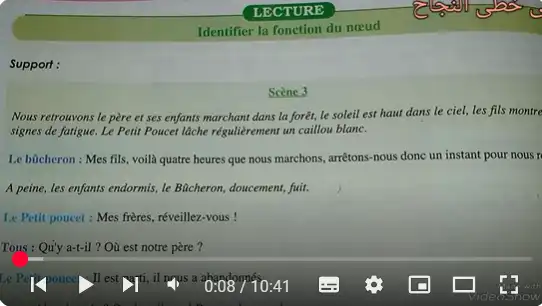 LECTURE
خطى النجاح
Identifier la fonction du nœud
Support :
Scène 3
Nous retrouvons le père et ses enfants marchant dans la forêt, le soleil est haut dans le ciel, les fils montre
signes de fatigue. Le Petit Poucet lâche régulièrement un caillou blanc.
Le bûcheron : Mes fils, voilà quatre heures que nous marchons, arrêtons-nous donc un instant pour nous
A peine, les enfants endormis, le Bûcheron, doucement, fuit.
Le Petit poucet : Mes frères, réveillez-vous !
Tous : Qu'y a-t-il ? Où est notre père ?
Le Petit poucet : Il est parti, il nous a abandonnés
0:08 / 10:41
Made with
VideoShow